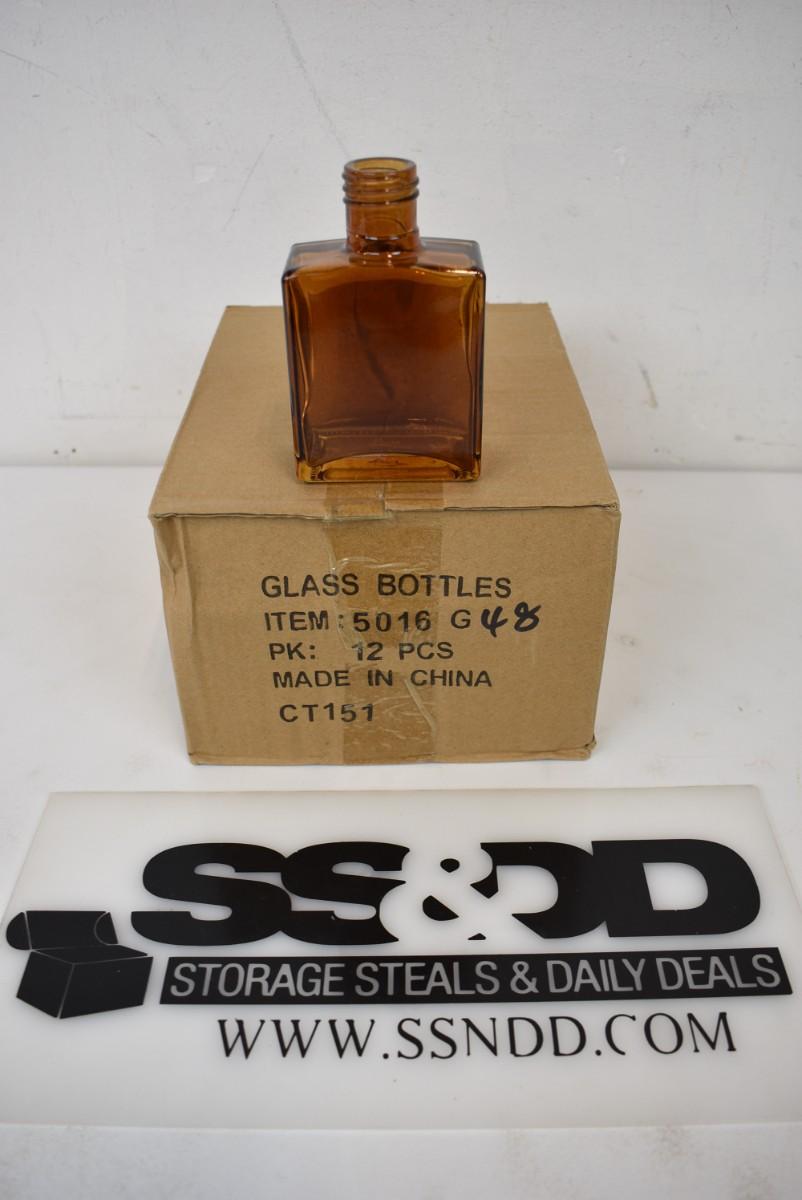 GLASS BOTTLES
ITEM: 5016 G 48
PK: 12 PCS
MADE IN CHINA
CT151
SS&DD
STORAGE STEALS & DAILY DEALS
WWW.SSNDD.COM